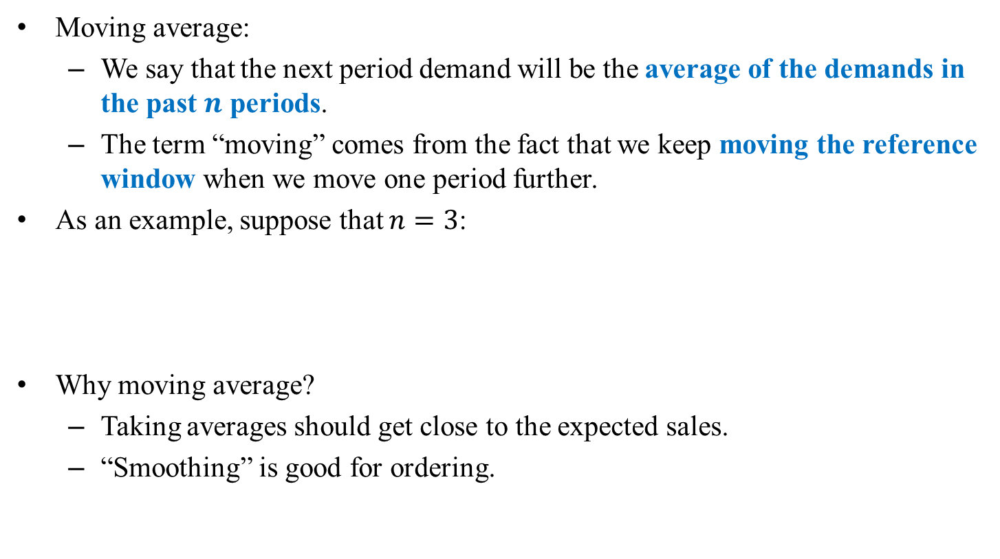 • Moving average:
– We say that the next period demand will be the average of the demands in
the past n periods.
– The term “moving” comes from the fact that we keep moving the reference
window when we move one period further.
• As an example, suppose that n = 3:
• Why moving average?
– Taking averages should get close to the expected sales.
– “Smoothing” is good for ordering.